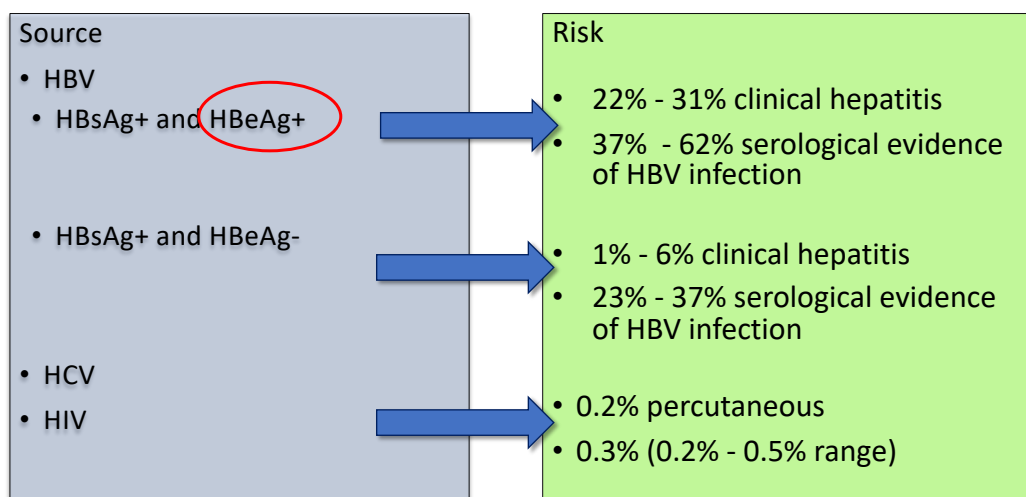 Source
• HBV
• HBsAg+ and HBeAg+
• HBsAg+ and HBeAg-
• HCV
• HIV
Risk
• 22% - 31% clinical hepatitis
• 37%  - 62% serological evidence
of HBV infection
• 1% - 6% clinical hepatitis
• 23% - 37% serological evidence
of HBV infection
• 0.2% percutaneous
• 0.3% (0.2% - 0.5% range)